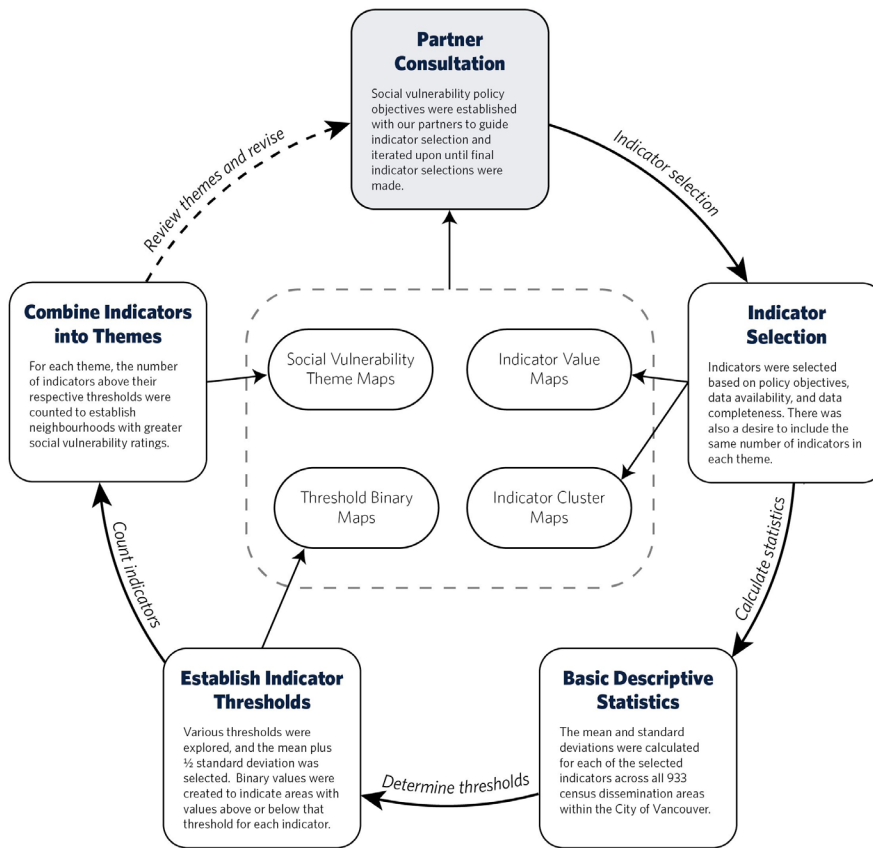 Partner
Consultation
Social vulnerability policy
objectives were established
with our partners to guide
indicator selection and
iterated upon until final
indicator selections were
made.
Indicator selection
Indicator
Selection
Indicators were selected
based on policy objectives,
data availability, and data
completeness. There was
also a desire to include the
same number of indicators in
each theme.
Calculate statistics
Basic Descriptive
Statistics
The mean and standard
deviations were calculated
for each of the selected
indicators across all 933
census dissemination areas
within the City of Vancouver.
Determine thresholds
Establish Indicator
Thresholds
Various thresholds were
explored, and the mean plus
½ standard deviation was
selected. Binary values were
created to indicate areas with
values above or below that
threshold for each indicator.
Count indicators
Combine Indicators
into Themes
For each theme, the number
of indicators above their
respective thresholds were
counted to establish
neighbourhoods with greater
social vulnerability ratings.
Review themes and revise
Social Vulnerability
Theme Maps
Indicator Value
Maps
Threshold Binary
Maps
Indicator Cluster
Maps